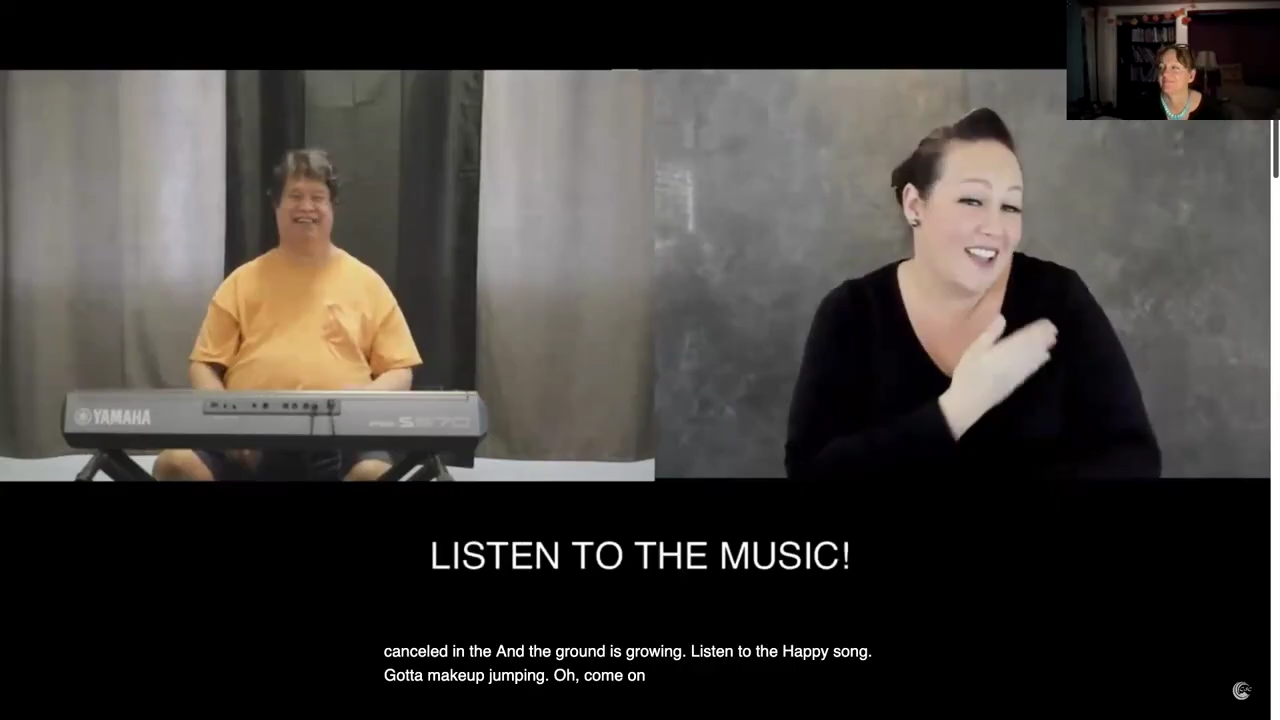 YAMAHA
LISTEN TO THE MUSIC!
canceled in the And the ground is growing. Listen to the Happy song.
Gotta makeup jumping. Oh, come on